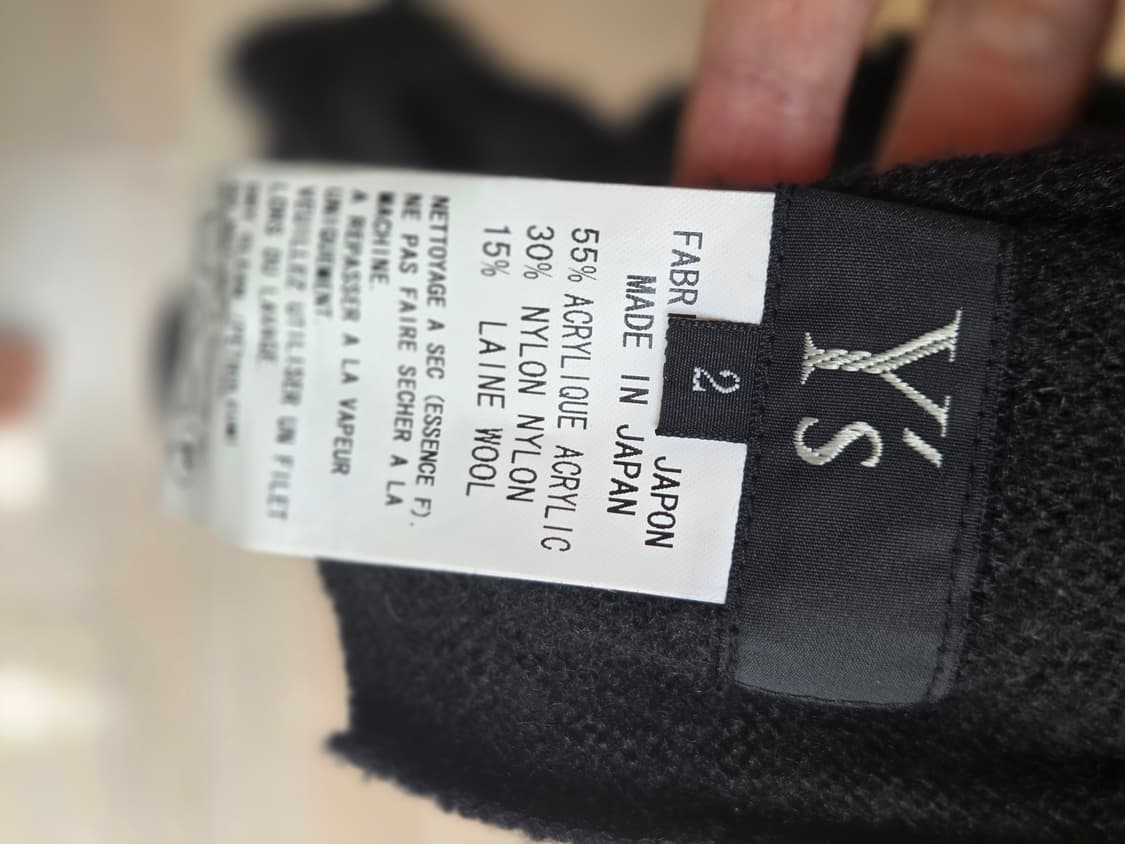 Y's
2
FABR JAPON
MADE IN JAPAN
55% ACRYLIQUE ACRYLIC
30% NYLON NYLON
15% LAINE WOOL
NETTOYAGE A SEC (ESSENCE F).
NE PAS FAIRE SECHER A LA
MACHINE.
A REPASSER A LA VAPEUR
UNIQUEMENT.
VEUILLEZ UTILISER UN FILET
LORS DU LAVAGE.